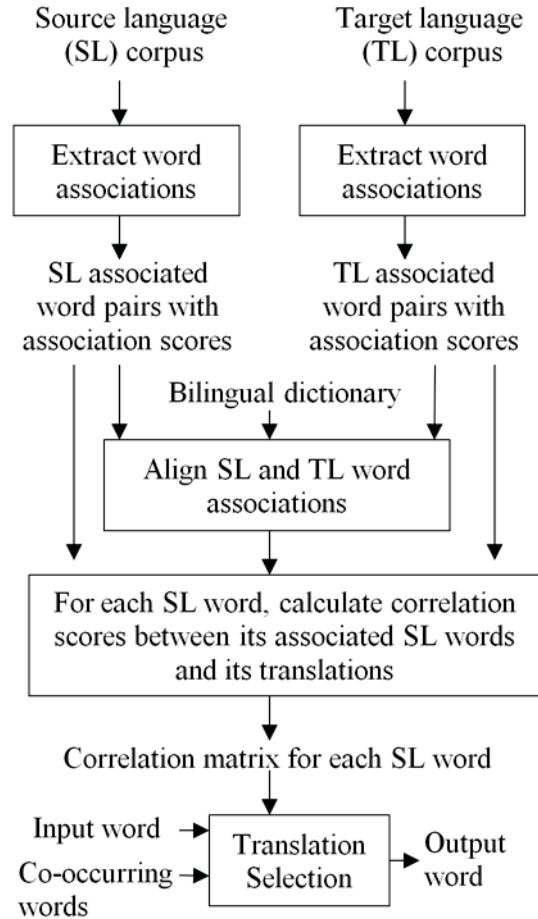 Source language
(SL) corpus
Target language
(TL) corpus
Extract word
associations
Extract word
associations
SL associated
word pairs with
association scores
TL associated
word pairs with
association scores
Bilingual dictionary
Align SL and TL word
associations
For each SL word, calculate correlation
scores between its associated SL words
and its translations
Correlation matrix for each SL word
Input word
Co-occurring
words
Translation
Selection
Output
word